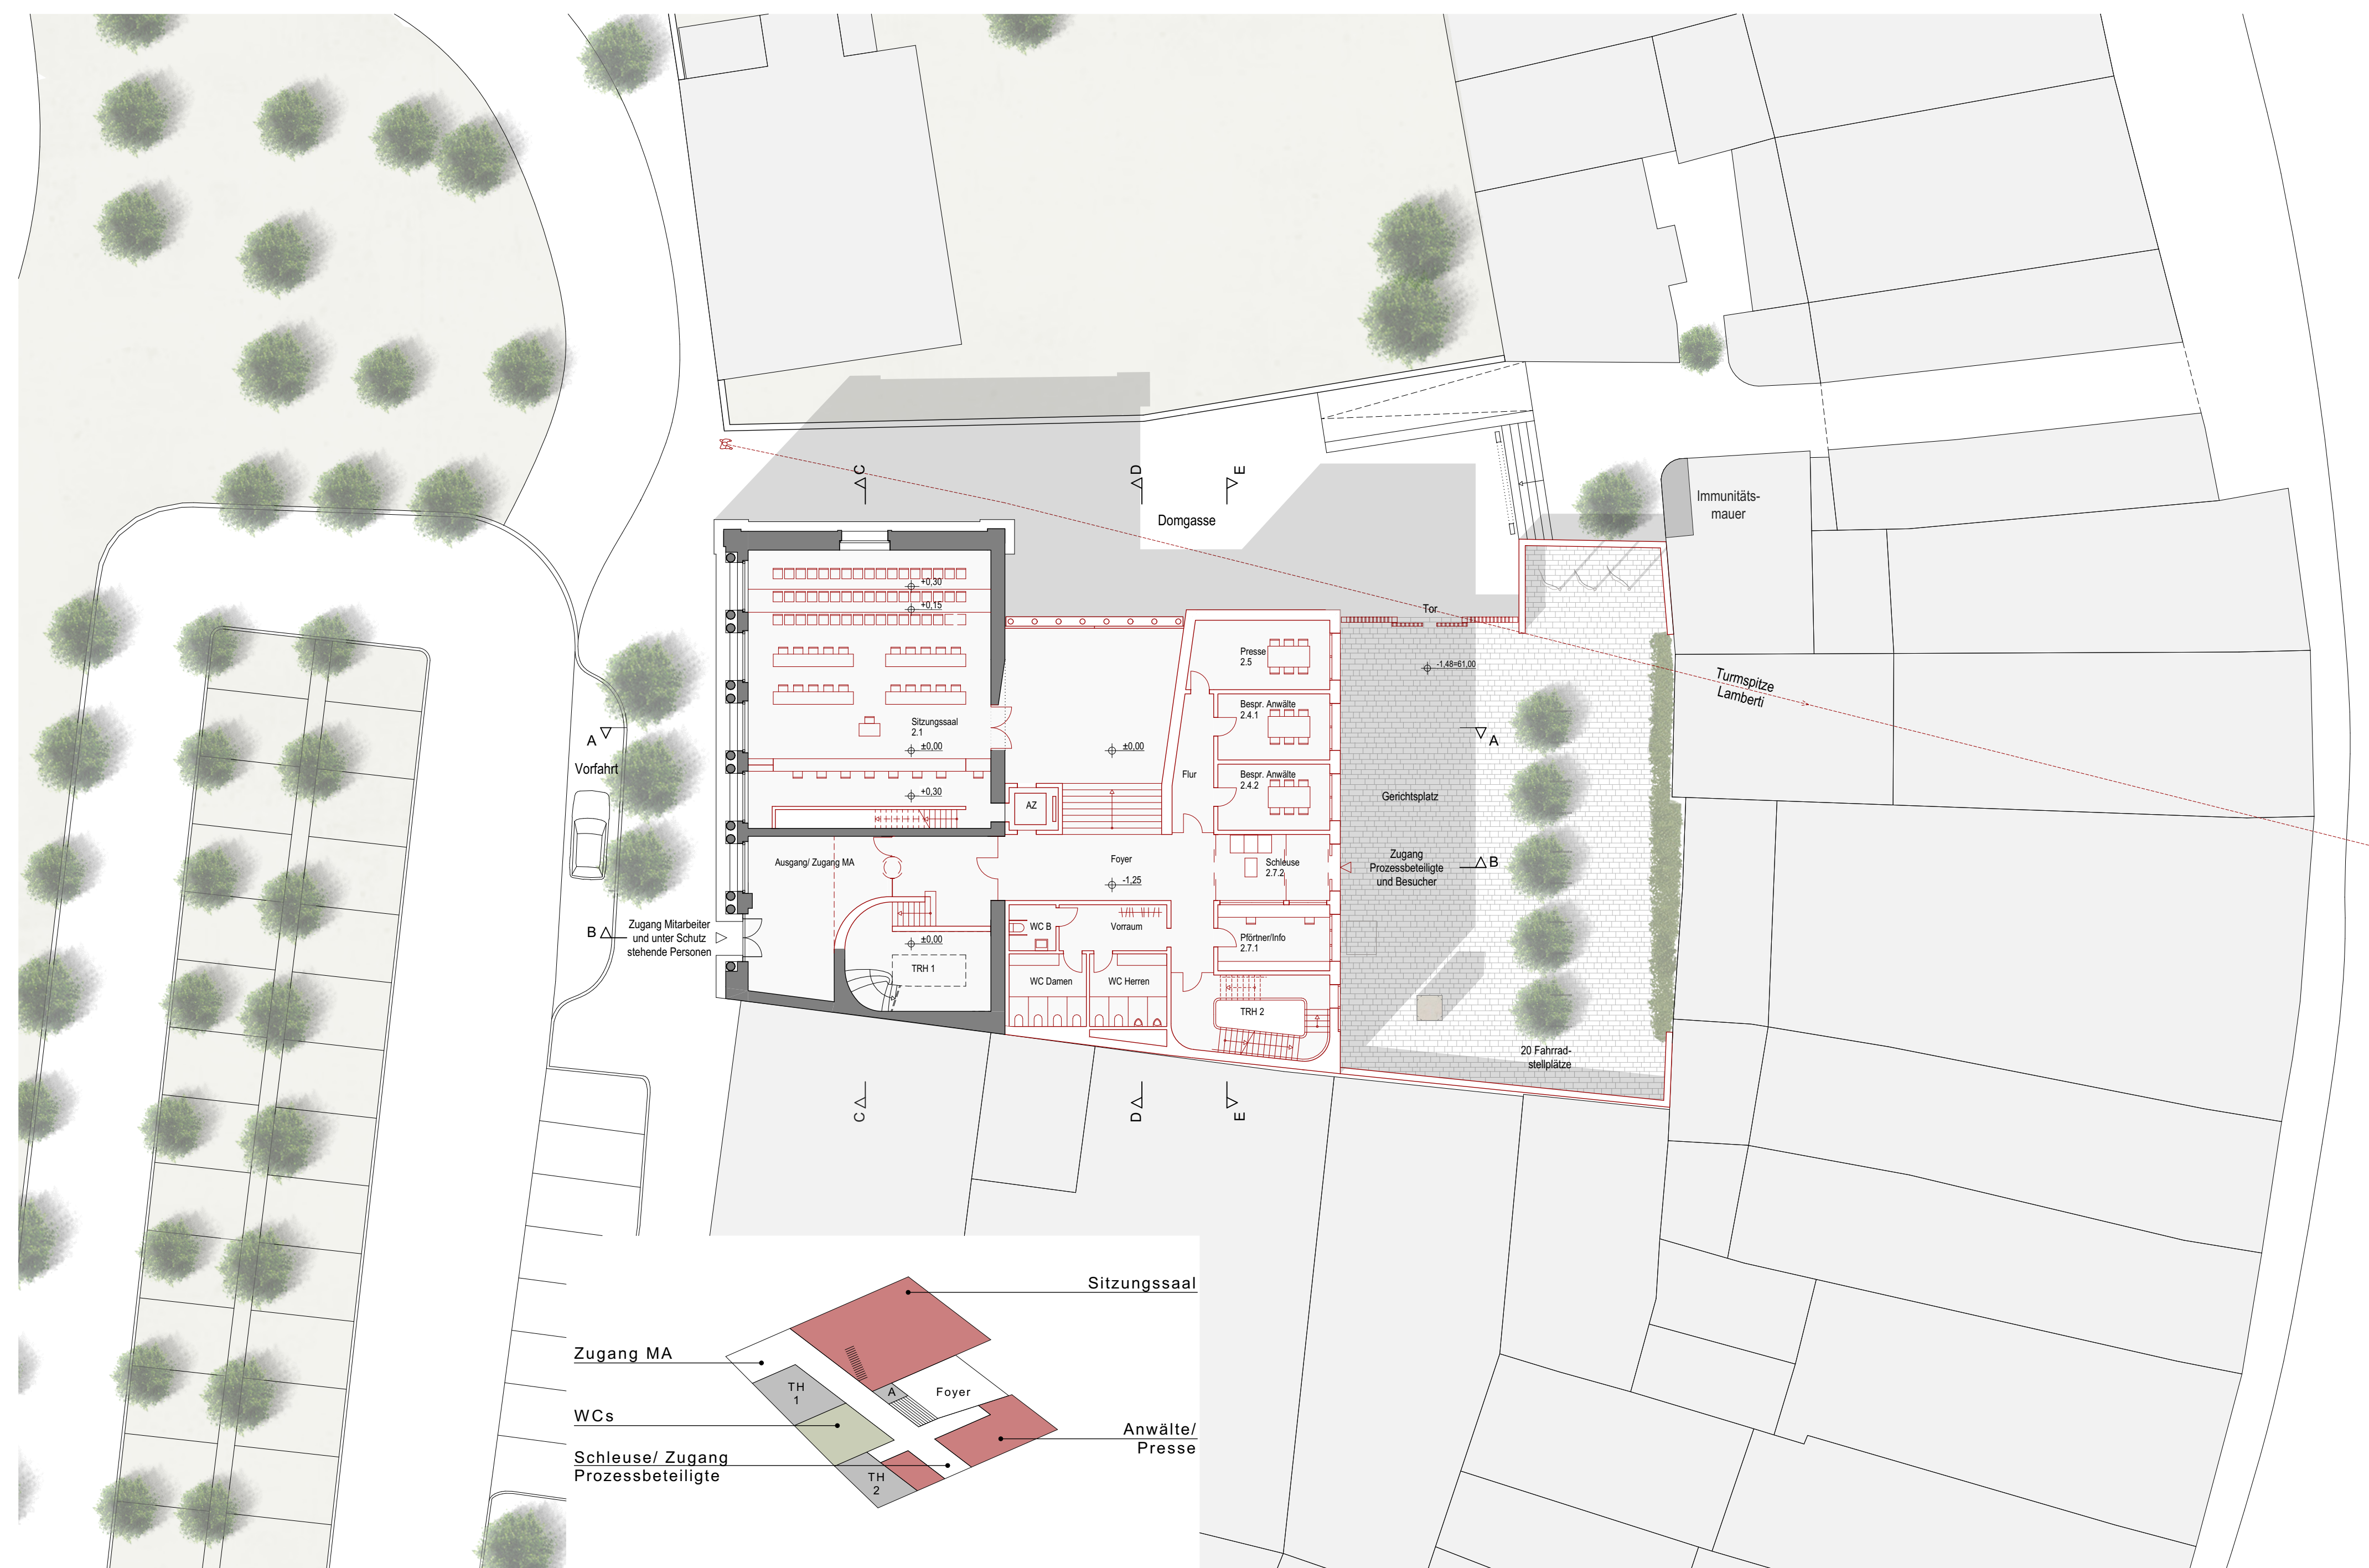 C
D
E
Domgasse
Immunitäts-
mauer
+0,30
+0,15
Tor
Presse
2.5
-1,48=61,00
Turmspitze
Lamberti
Bespr. Anwälte
2.4.1
Sitzungssaal
2.1
A
A
±0,00
±0,00
Vorfahrt
Flur
Bespr. Anwälte
2.4.2
+0,30
AZ
Gerichtsplatz
Ausgang/ Zugang MA
Foyer
Schleuse
2.7.2
Zugang
Prozessbeteiligte
und Besucher
B
-1,25
Zugang Mitarbeiter
und unter Schutz
stehende Personen
B
WC B
Vorraum
Pförtner/Info
2.7.1
±0,00
TRH 1
WC Damen
WC Herren
TRH 2
20 Fahrrad-
stellplätze
C
D
E
Sitzungssaal
Zugang MA
TH
1
A
Foyer
WCs
Anwälte/
Presse
Schleuse/ Zugang
Prozessbeteiligte
TH
2